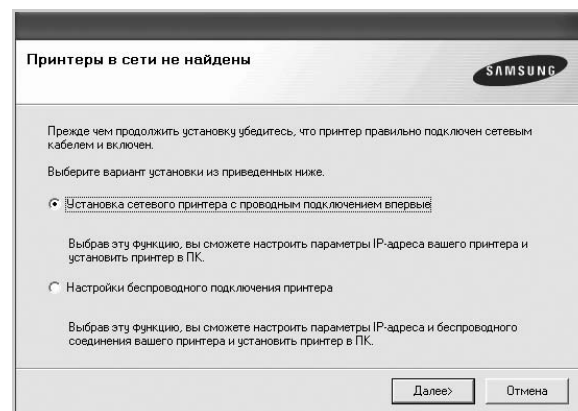 Принтеры в сети не найдены
SAMSUNG
Прежде чем продолжить установку убедитесь, что принтер правильно подключен сетевым
кабелем и включен.
Выберите вариант установки из приведенных ниже.
Установка сетевого принтера с проводным подключением впервые
Выбрав эту функцию, вы сможете настроить параметры IP-адреса вашего принтера и
установить принтер в ПК.
Настройки беспроводного подключения принтера
Выбрав эту функцию, вы сможете настроить параметры IP-адреса и беспроводного
соединения вашего принтера и установить принтер в ПК.
Далее> Отмена